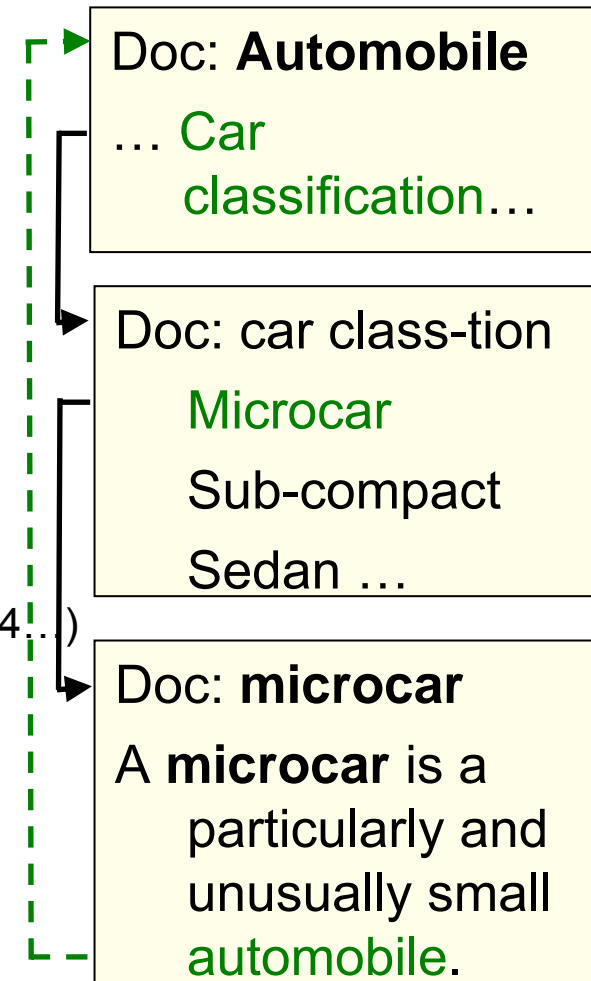 Doc: Automobile
… Car
classification…
Doc: car class-tion
Microcar
Sub-compact
Sedan …
4…)
Doc: microcar
A microcar is a
particularly and
unusually small
automobile.